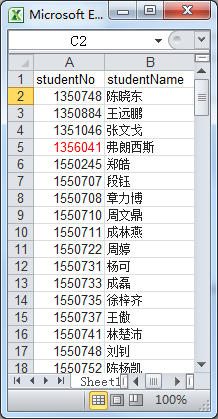 Microsoft E...
C2
A B
1 studentNo studentName
2 1350748 陈晓东
3 1350884 王远鹏
4 1351046 张文戈
5 1356041 弗朗西斯
6 1550245 郑皓
7 1550707 段钰
8 1550708 章力博
9 1550710 周文鼎
10 1550711 成林燕
11 1550722 周婷
12 1550731 杨可
13 1550733 成磊
14 1550735 徐梓齐
15 1550737 王傲
16 1550741 林楚沛
17 1550748 刘钊
18 1550752 陈杨凯
Sheet1
100%